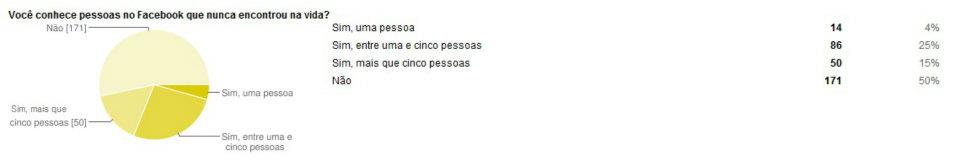 Você conhece pessoas no Facebook que nunca encontrou na vida?
Não [171]
Sim, mais que
cinco pessoas [50]
Sim, uma pessoa
Sim, entre uma e
cinco pessoas
Sim, uma pessoa 14 4%
Sim, entre uma e cinco pessoas 86 25%
Sim, mais que cinco pessoas 50 15%
Não 171 50%